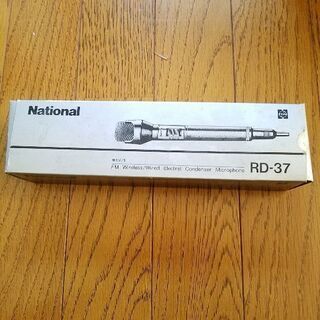 National
FM Wireless/Wired Electret Condenser Microphone RD-37